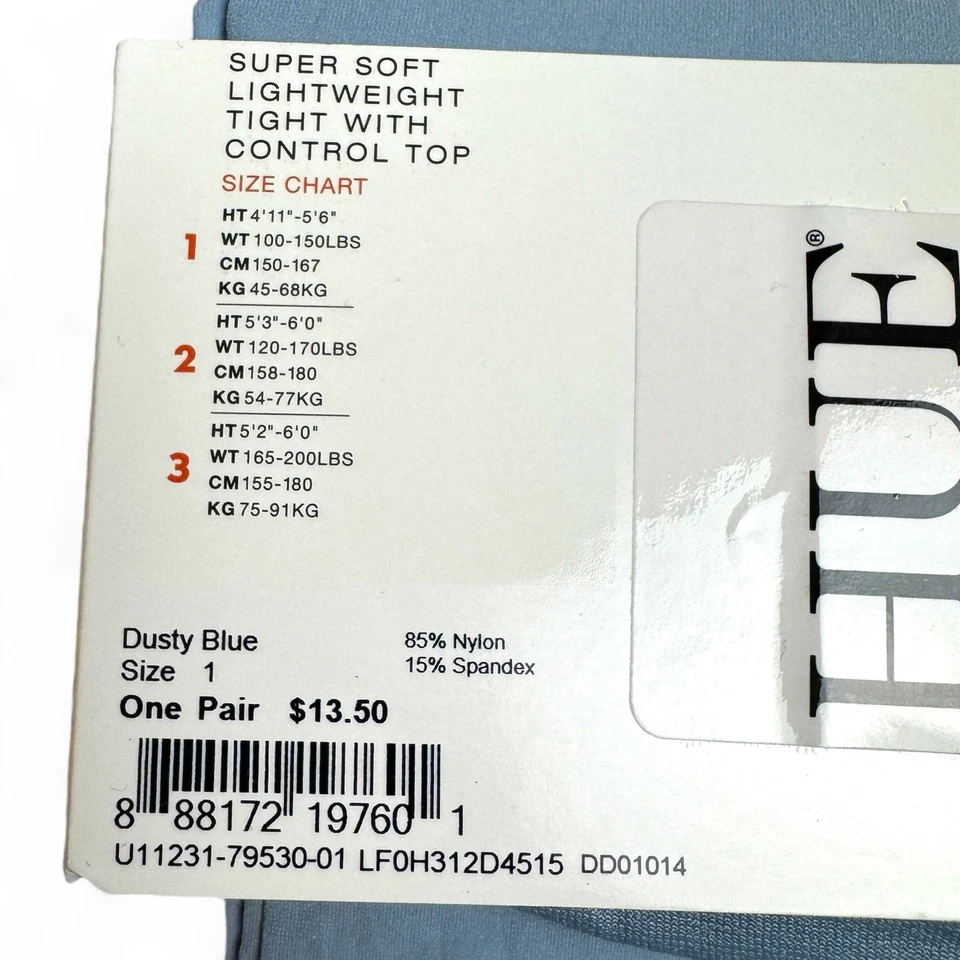 SUPER SOFT
LIGHTWEIGHT
TIGHT WITH
CONTROL TOP
SIZE CHART
1
HT 4'11"-5'6"
WT 100-150LBS
CM 150-167
KG 45-68KG
2
HT 5'3"-6'0"
WT 120-170LBS
CM 158-180
KG 54-77KG
3
HT 5'2"-6'0"
WT 165-200LBS
CM 155-180
KG 75-91KG
HUE®
Dusty Blue
85% Nylon
Size 1
15% Spandex
One Pair $13.50
8 88172 19760 1
U11231-79530-01 LF0H312D4515 DD01014